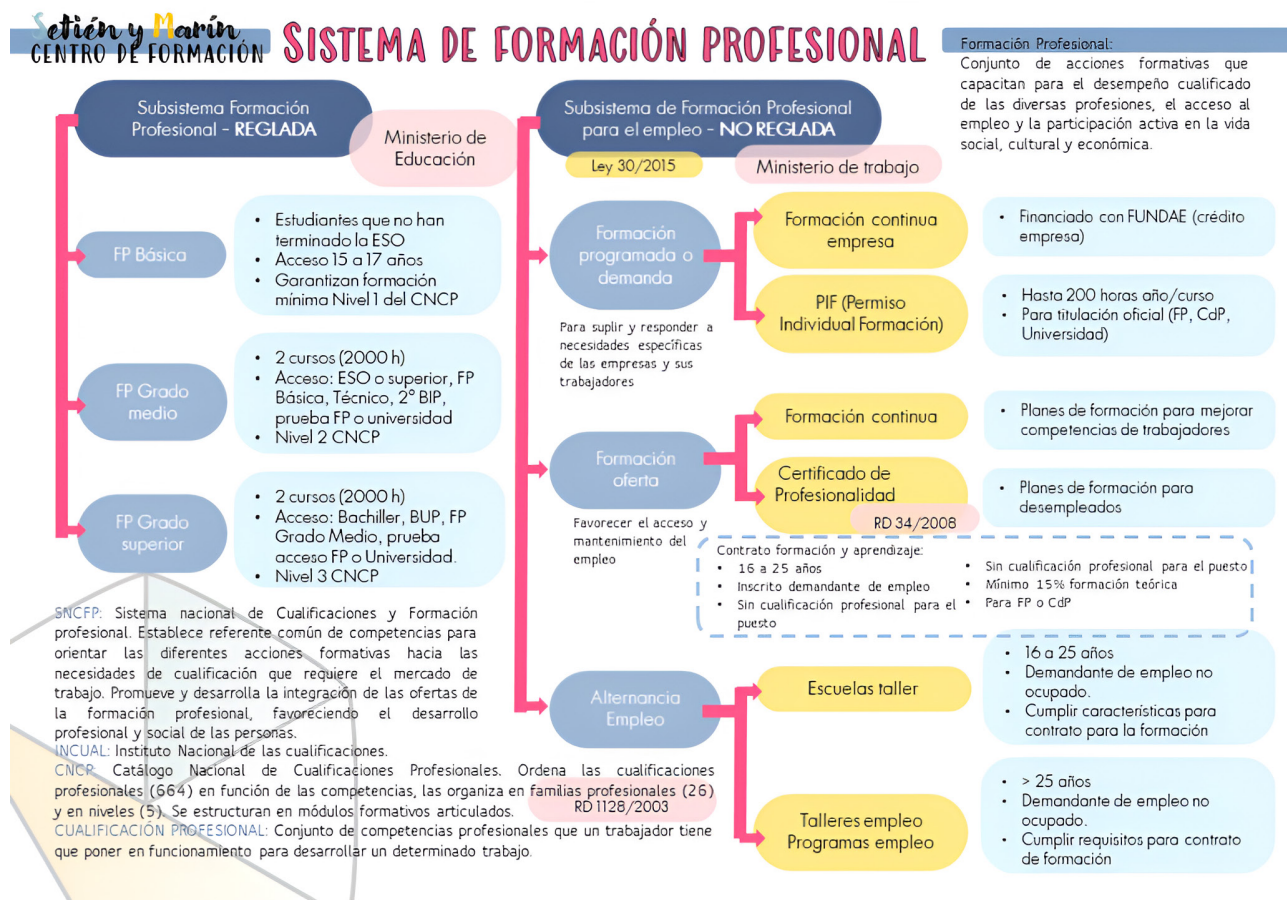 Setién y Marín
CENTRO DE FORMACIÓN
SISTEMA DE FORMACIÓN PROFESIONAL
Formación Profesional:
Conjunto de acciones formativas que
capacitan para el desempeño cualificado
de las diversas profesiones, el acceso al
empleo y la participación activa en la vida
social, cultural y económica.
Subsistema Formación
Profesional - REGLADA
Ministerio de
Educación
FP Básica
• Estudiantes que no han
terminado la ESO
• Acceso 15 a 17 años
• Garantizan formación
mínima Nivel 1 del CNCP
FP Grado
medio
• 2 cursos (2000 h)
• Acceso: ESO o superior, FP
Básica, Técnico, 2º BIP,
prueba FP o universidad
• Nivel 2 CNCP
FP Grado
superior
• 2 cursos (2000 h)
• Acceso: Bachiller, BUP, FP
Grado Medio, prueba
acceso FP o Universidad.
• Nivel 3 CNCP
Subsistema de Formación Profesional
para el empleo - NO REGLADA
Ley 30/2015
Ministerio de trabajo
Formación
programada o
demanda
Para suplir y responder a
necesidades específicas
de las empresas y sus
trabajadores
Formación continua
empresa
• Financiado con FUNDAE (crédito
empresa)
PIF (Permiso
Individual Formación)
• Hasta 200 horas año/curso
• Para titulación oficial (FP, CdP,
Universidad)
Formación
oferta
Favorecer el acceso y
mantenimiento del
empleo
Formación continua
• Planes de formación para mejorar
competencias de trabajadores
Certificado de
Profesionalidad
RD 34/2008
• Planes de formación para
desempleados
Contrato formación y aprendizaje:
• 16 a 25 años
• Inscrito demandante de empleo
• Sin cualificación profesional para el
puesto
• Sin cualificación profesional para el puesto
• Mínimo 15% formación teórica
• Para FP o CdP
Alternancia
Empleo
Escuelas taller
• 16 a 25 años
• Demandante de empleo no
ocupado.
• Cumplir características para
contrato para la formación
Talleres empleo
Programas empleo
• > 25 años
• Demandante de empleo no
ocupado.
• Cumplir requisitos para contrato
de formación
SNCFP: Sistema nacional de Cualificaciones y Formación
profesional. Establece referente común de competencias para
orientar las diferentes acciones formativas hacia las
necesidades de cualificación que requiere el mercado de
trabajo. Promueve y desarrolla la integración de las ofertas de
la formación profesional, favoreciendo el desarrollo
profesional y social de las personas.
INCUAL: Instituto Nacional de las cualificaciones.
CNCP: Catálogo Nacional de Cualificaciones Profesionales. Ordena las cualificaciones
profesionales (664) en función de las competencias, las organiza en familias profesionales (26)
y en niveles (5). Se estructuran en módulos formativos articulados.
RD 1128/2003
CUALIFICACIÓN PROFESIONAL: Conjunto de competencias profesionales que un trabajador tiene
que poner en funcionamiento para desarrollar un determinado trabajo.